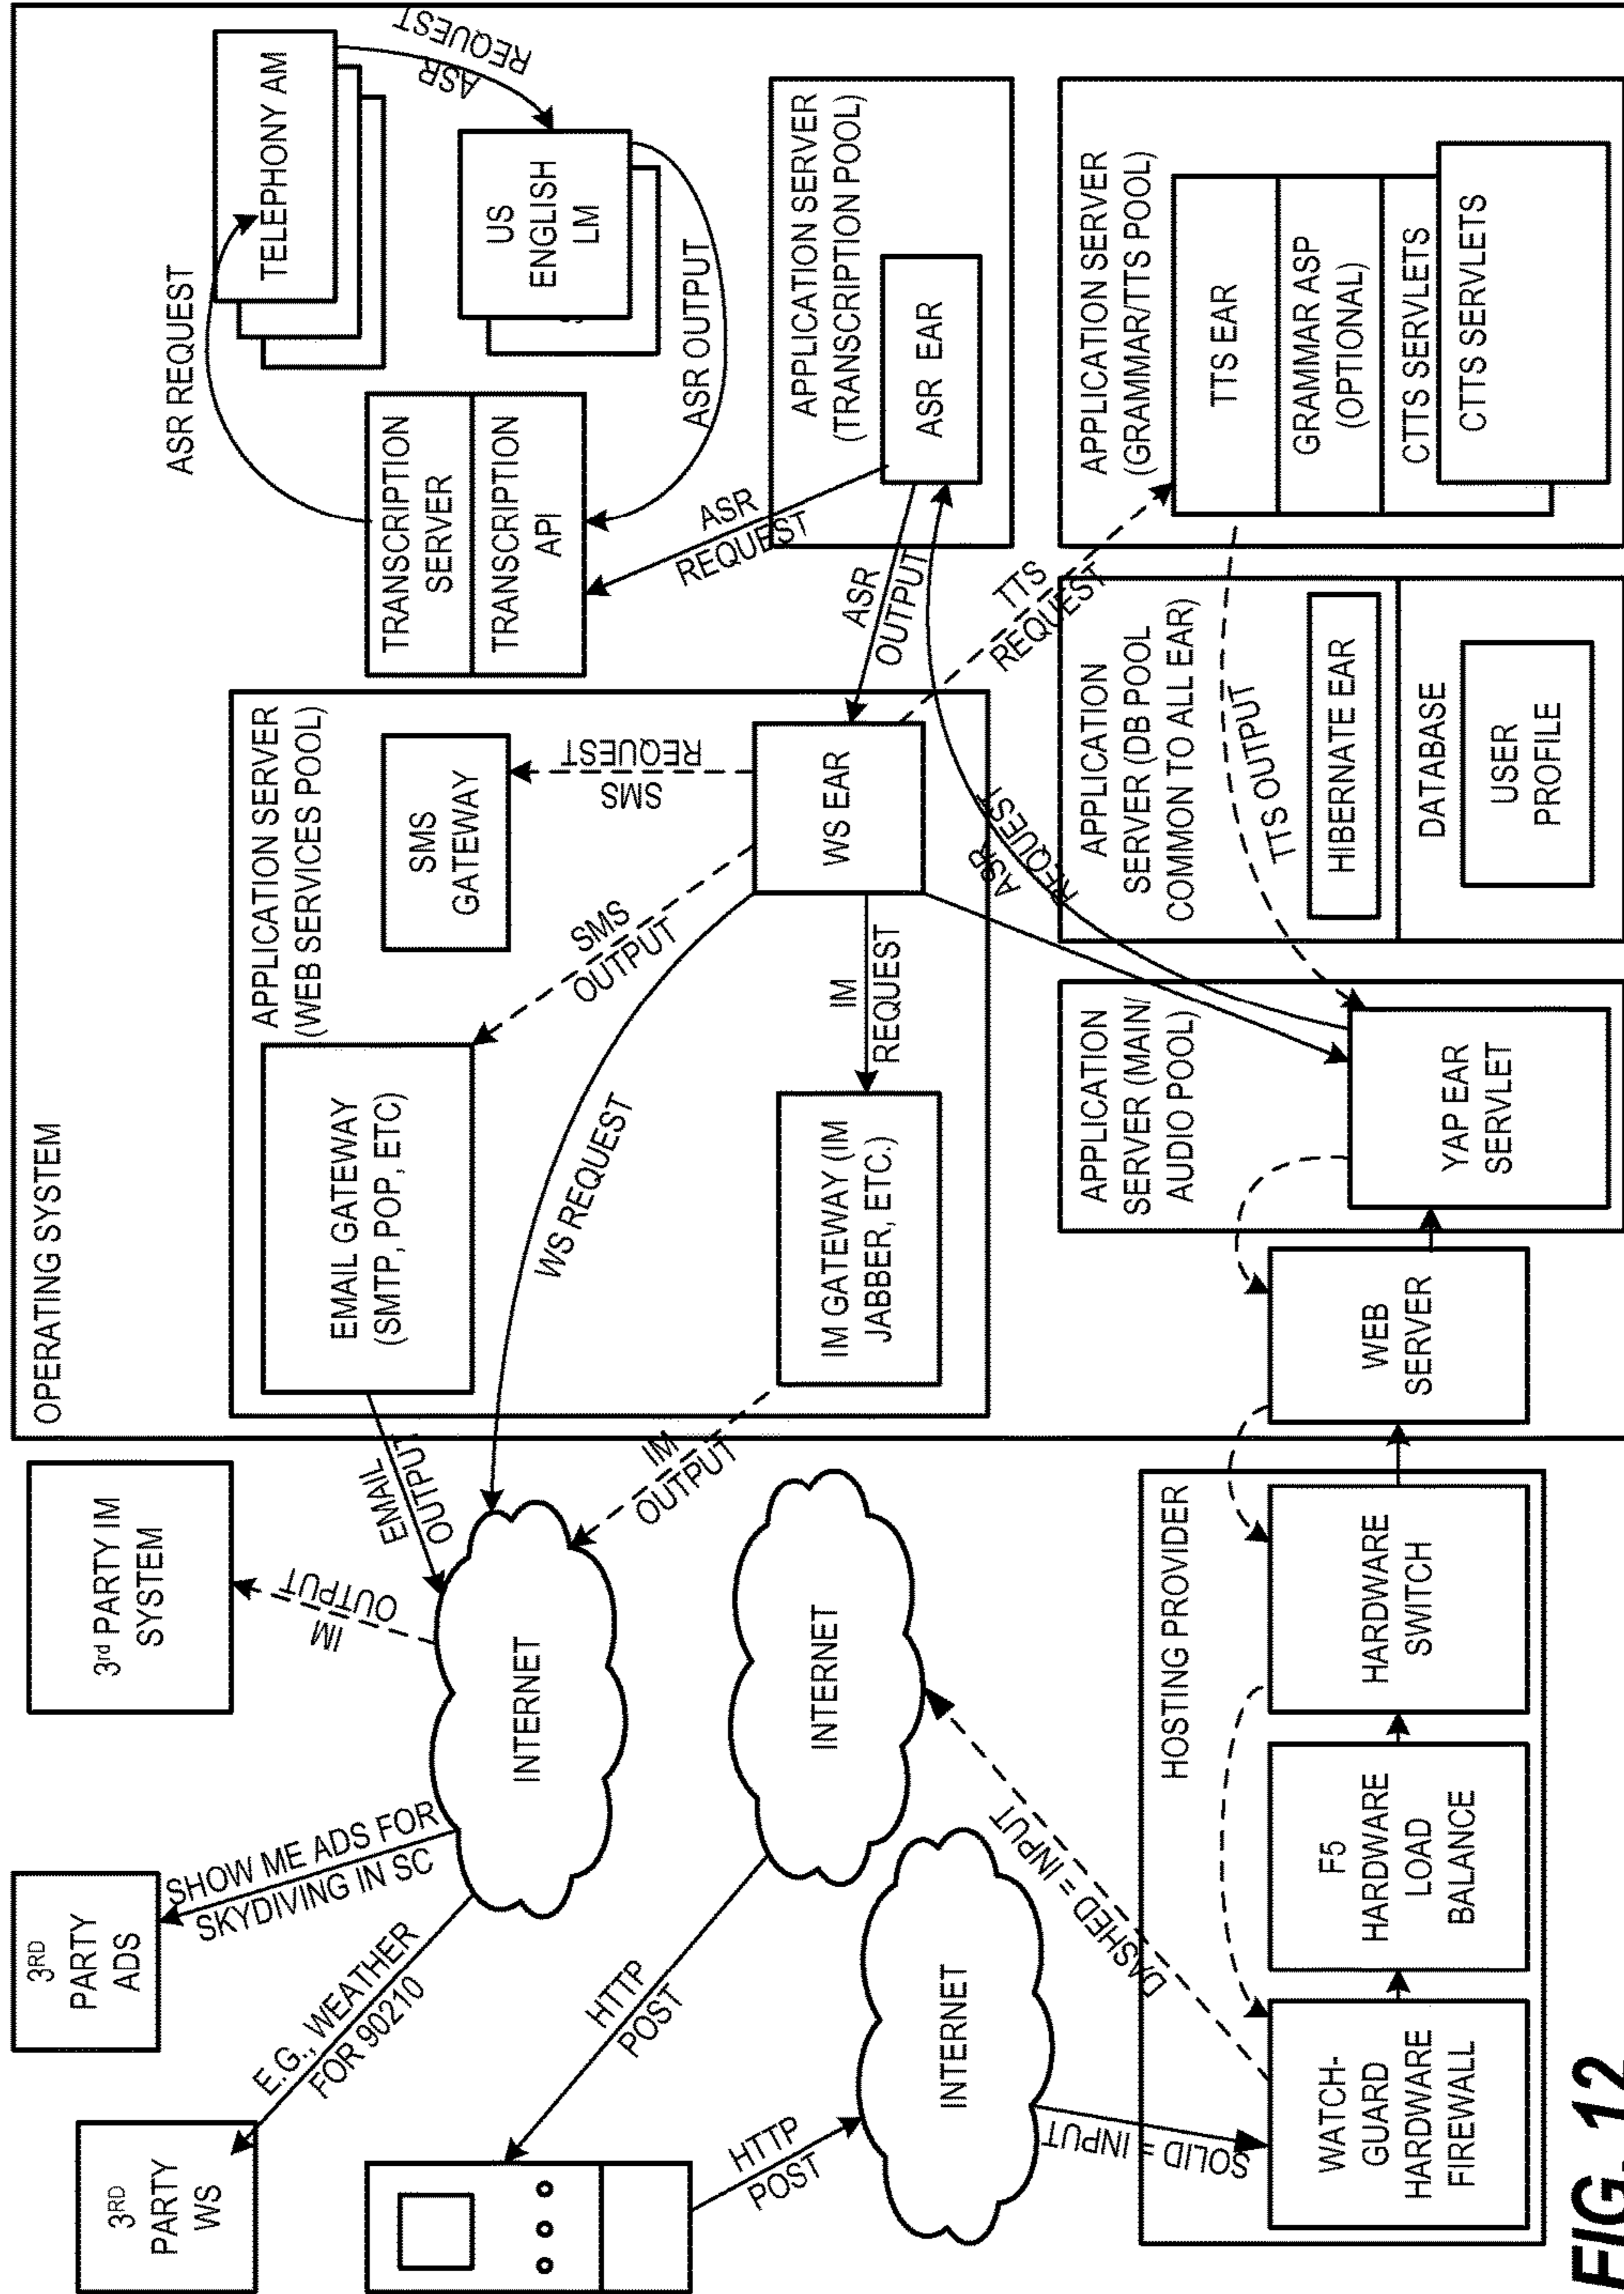 3RD
PARTY
WS
3RD
PARTY
ADS
3rd PARTY IM
SYSTEM
E.G., WEATHER
FOR 90210
SHOW ME ADS FOR
SKYDIVING IN SC
IM
OUTPUT
EMAIL
OUTPUT
INTERNET
IM
OUTPUT
HTTP
POST
INTERNET
HTTP
POST
INTERNET
SOLID = INPUT
DASHED = INPUT
HOSTING PROVIDER
WATCH-
GUARD
HARDWARE
FIREWALL
F5
HARDWARE
LOAD
BALANCE
HARDWARE
SWITCH
WEB
SERVER
OPERATING SYSTEM
APPLICATION SERVER
(WEB SERVICES POOL)
EMAIL GATEWAY
(SMTP, POP, ETC)
SMS
GATEWAY
SMS
OUTPUT
SMS
REQUEST
WS REQUEST
WS EAR
IM
REQUEST
IM GATEWAY (IM
JABBER, ETC.)
ASR REQUEST
TELEPHONY AM
ASR
REQUEST
US
ENGLISH
LM
ASR OUTPUT
TRANSCRIPTION
SERVER
TRANSCRIPTION
API
ASR
REQUEST
APPLICATION SERVER
(TRANSCRIPTION POOL)
ASR EAR
ASR
OUTPUT
ASR
REQUEST
TTS
REQUEST
APPLICATION
SERVER (MAIN/
AUDIO POOL)
YAP EAR
SERVLET
APPLICATION
SERVER (DB POOL
COMMON TO ALL EAR)
TTS OUTPUT
HIBERNATE EAR
DATABASE
USER
PROFILE
APPLICATION SERVER
(GRAMMAR/TTS POOL)
TTS EAR
GRAMMAR ASP
(OPTIONAL)
CTTS SERVLETS
CTTS SERVLETS
FIG. 12